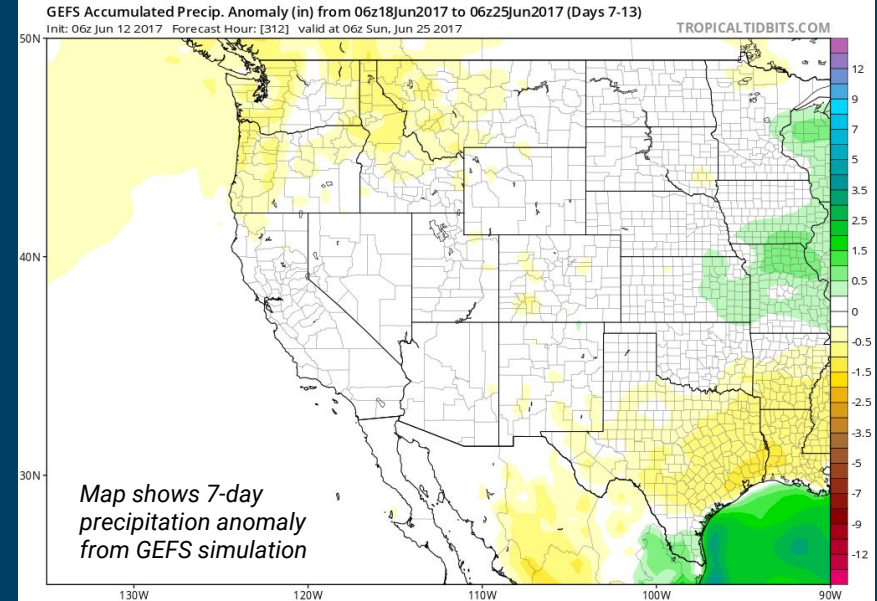 GEFS Accumulated Precip. Anomaly (in) from 06z18Jun2017 to 06z25Jun2017 (Days 7-13)
Init: 06z Jun 12 2017 Forecast Hour: [312] valid at 06z Sun, Jun 25 2017 TROPICALTIDBITS.COM
50N
40N
30N
Map shows 7-day
precipitation anomaly
from GEFS simulation
130W 120W 110W 100W 90W
12
9
7
5
3.5
2.5
1.5
0.5
0
-0.5
-1.5
-2.5
-3.5
-5
-7
-9
-12